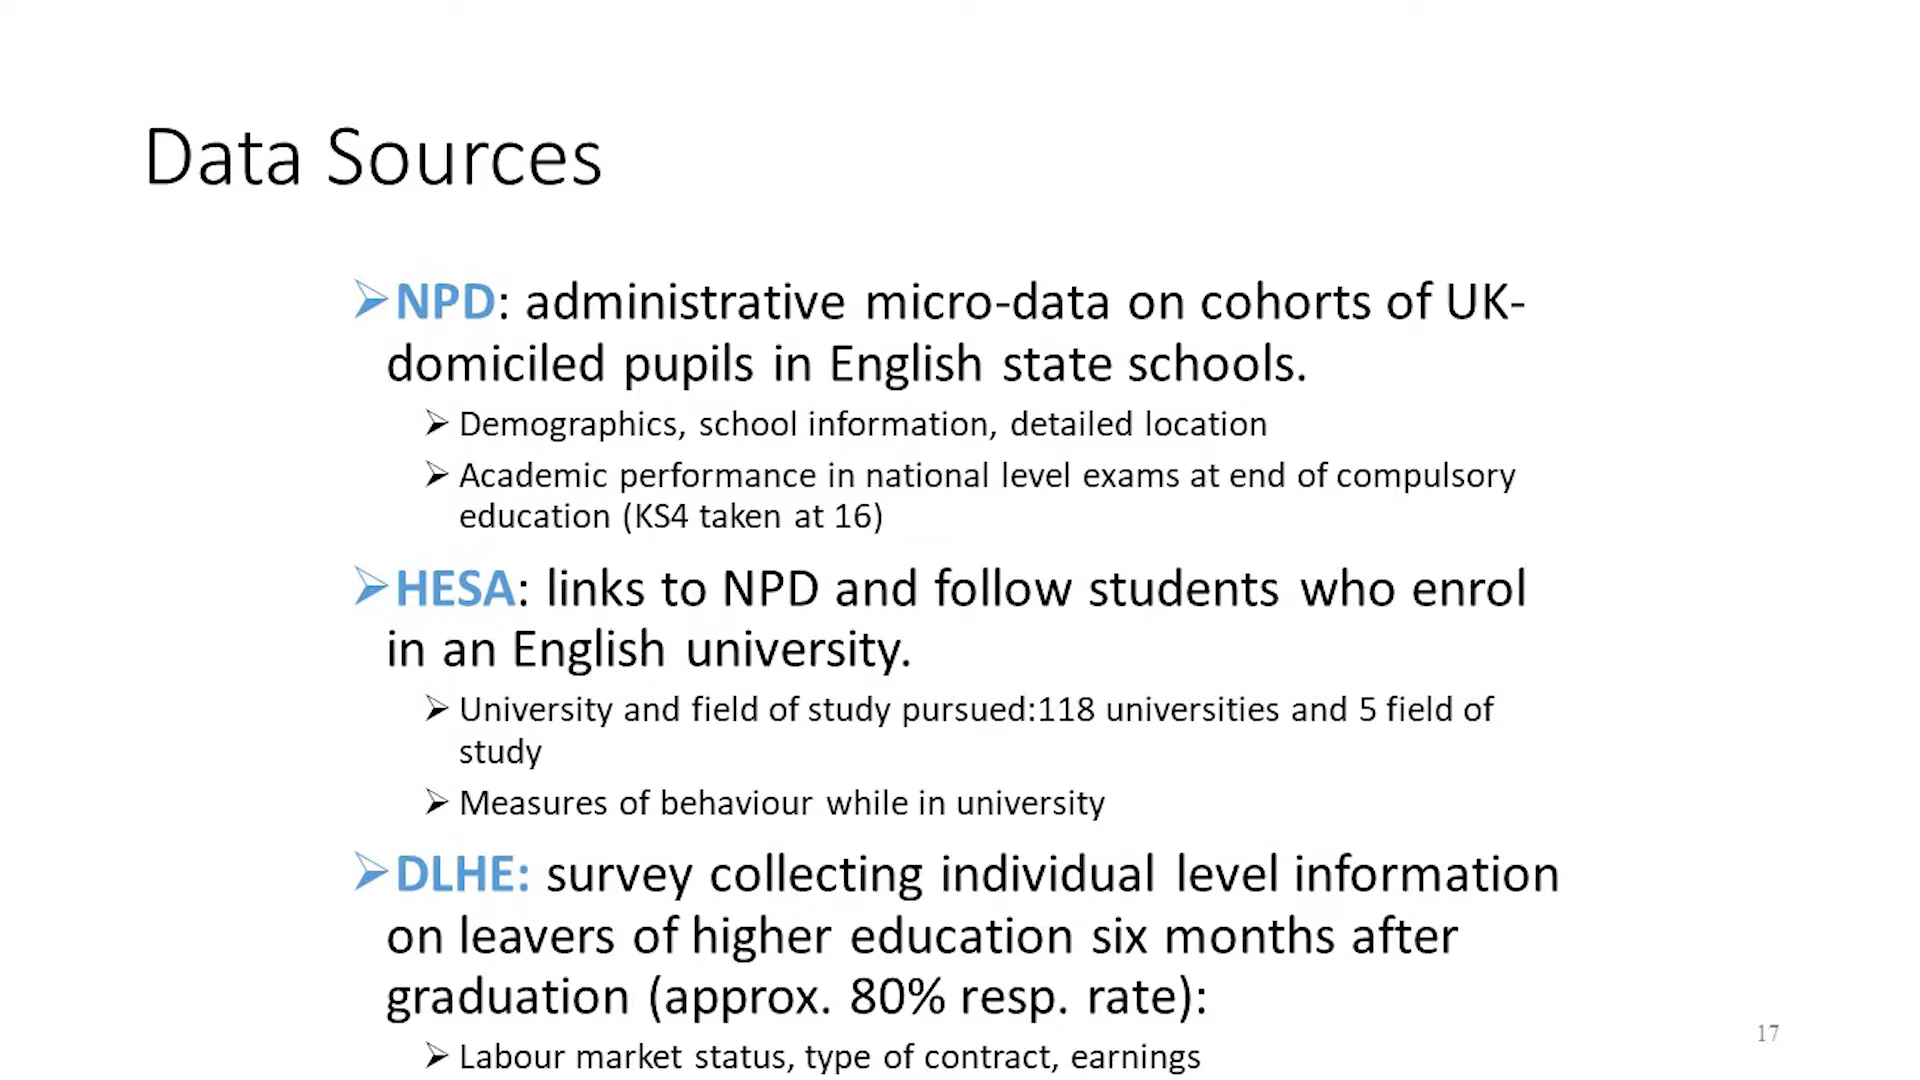 Data Sources
➢NPD: administrative micro-data on cohorts of UK-
domiciled pupils in English state schools.
➢Demographics, school information, detailed location
➢Academic performance in national level exams at end of compulsory
education (KS4 taken at 16)
➢HESA: links to NPD and follow students who enrol
in an English university.
➢University and field of study pursued:118 universities and 5 field of
study
➢Measures of behaviour while in university
➢DLHE: survey collecting individual level information
on leavers of higher education six months after
graduation (approx. 80% resp. rate):
➢Labour market status, type of contract, earnings
17